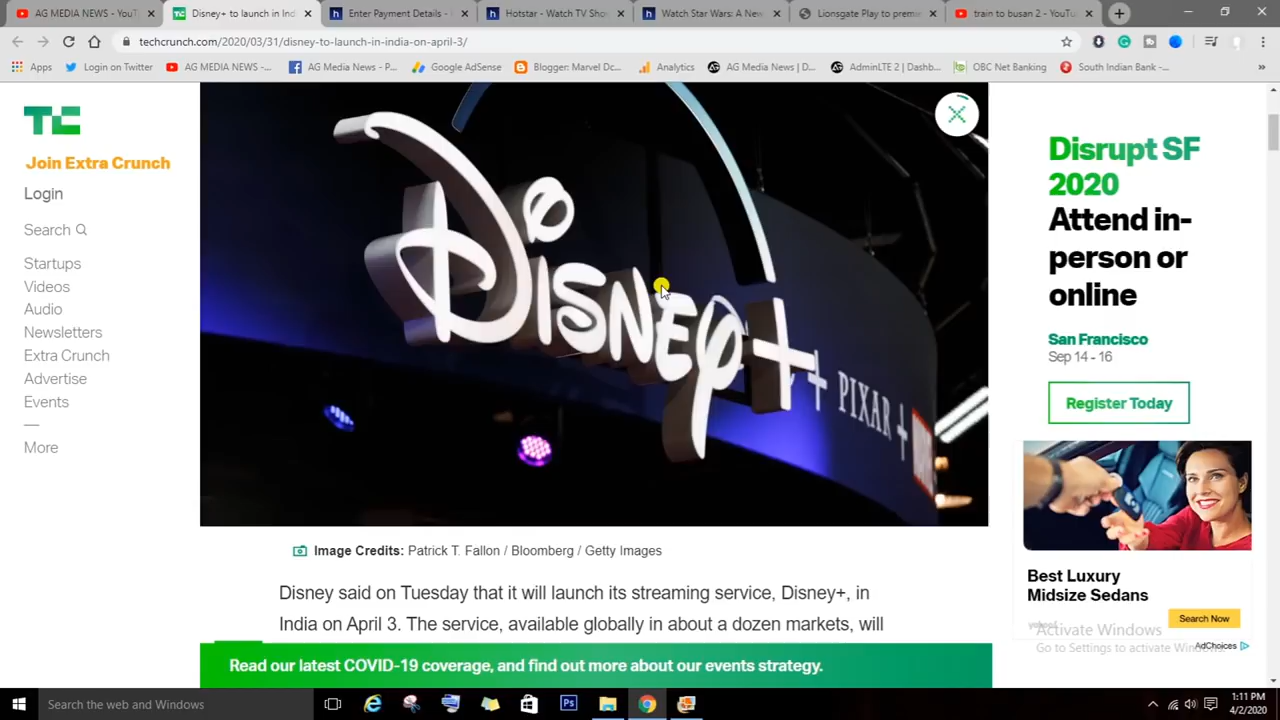 AG MEDIA NEWS - YouT
Disney+ to launch in Ind
Enter Payment Details -
Hotstar - Watch TV Sho
Watch Star Wars: A New
Lionsgate Play to premie
train to busan 2 - YouTu
techcrunch.com/2020/03/31/disney-to-launch-in-india-on-april-3/
Apps
Login on Twitter
AG MEDIA NEWS -...
AG Media News - P...
Google AdSense
Blogger: Marvel Dc...
Analytics
AG Media News | D...
AdminLTE 2 | Dashb...
OBC Net Banking
South Indian Bank -...
»
TC
Join Extra Crunch
Login
Search
Startups
Videos
Audio
Newsletters
Extra Crunch
Advertise
Events
—
More
Disney+
PIXAR +
Image Credits: Patrick T. Fallon / Bloomberg / Getty Images
Disney said on Tuesday that it will launch its streaming service, Disney+, in
India on April 3. The service, available globally in about a dozen markets, will
Read our latest COVID-19 coverage, and find out more about our events strategy.
Disrupt SF
2020
Attend in-
person or
online
San Francisco
Sep 14 - 16
Register Today
Best Luxury
Midsize Sedans
Search Now
Activate Windows
Go to Settings to activate Windows.
AdChoices
Search the web and Windows
1:11 PM
4/2/2020